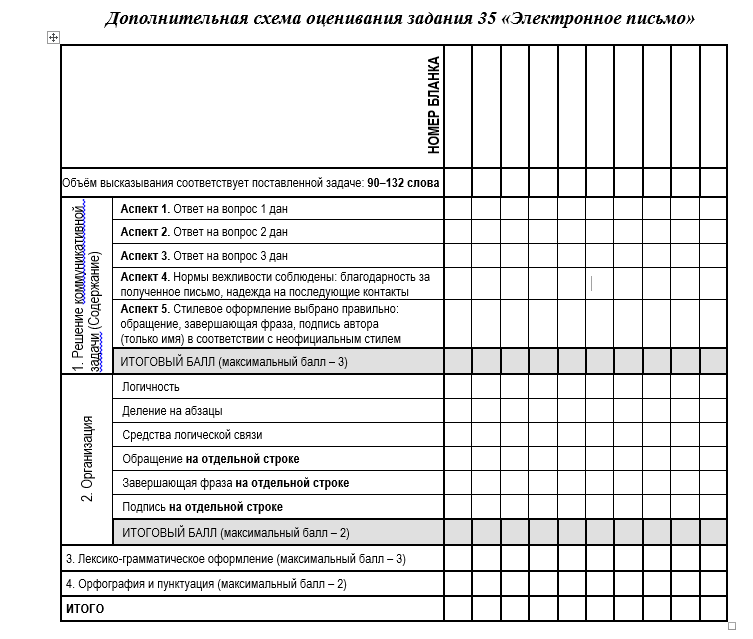 Дополнительная схема оценивания задания 35 «Электронное письмо»
НОМЕР БЛАНКА
Объём высказывания соответствует поставленной задаче: 90–132 слова
1. Решение коммуникативной
задачи (Содержание)
Аспект 1. Ответ на вопрос 1 дан
Аспект 2. Ответ на вопрос 2 дан
Аспект 3. Ответ на вопрос 3 дан
Аспект 4. Нормы вежливости соблюдены: благодарность за
полученное письмо, надежда на последующие контакты
Аспект 5. Стилевое оформление выбрано правильно:
обращение, завершающая фраза, подпись автора
(только имя) в соответствии с неофициальным стилем
ИТОГОВЫЙ БАЛЛ (максимальный балл – 3)
2. Организация
Логичность
Деление на абзацы
Средства логической связи
Обращение на отдельной строке
Завершающая фраза на отдельной строке
Подпись на отдельной строке
ИТОГОВЫЙ БАЛЛ (максимальный балл – 2)
3. Лексико-грамматическое оформление (максимальный балл – 3)
4. Орфография и пунктуация (максимальный балл – 2)
ИТОГО